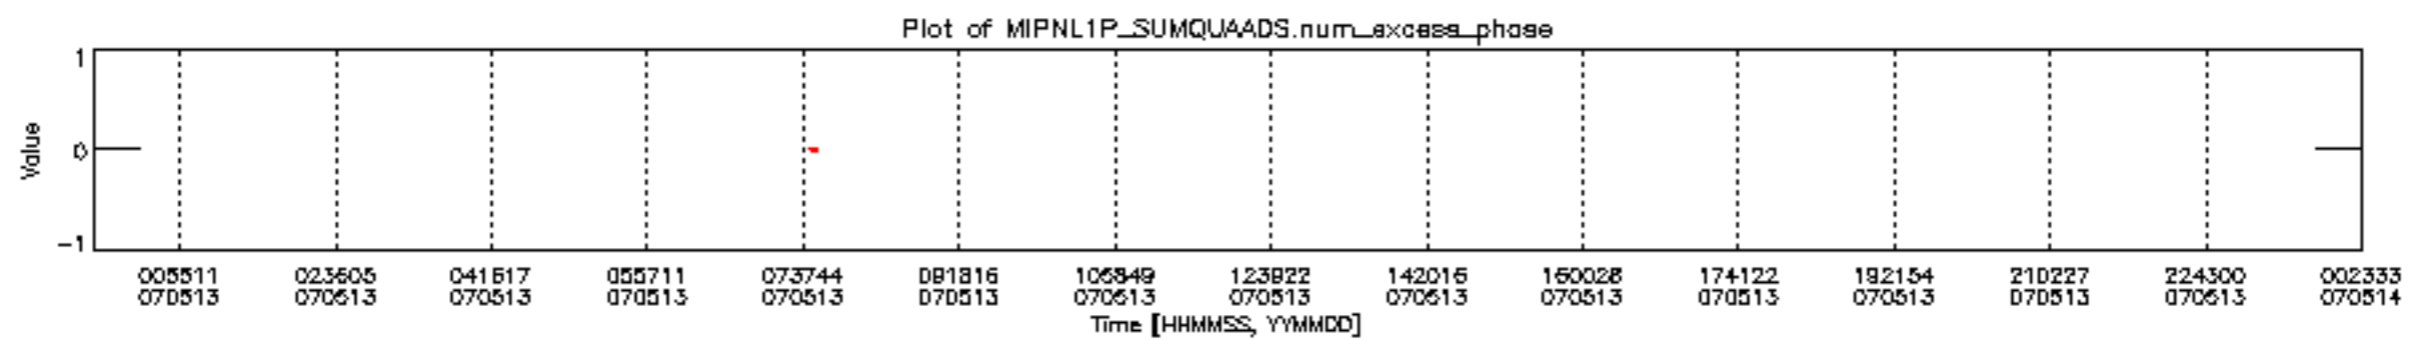 Plot of MIPNL1P_SUMQUAADS.num_excess_phase
1
Value
0
-1
005511 023605 041617 055711 073744 091816 105849 123922 142016 160028 174122 192154 210227 224300 002333
070513 070513 070513 070513 070513 070513 070513 070513 070513 070513 070513 070513 070513 070513 070514
Time [HHMMSS, YYMMDD]